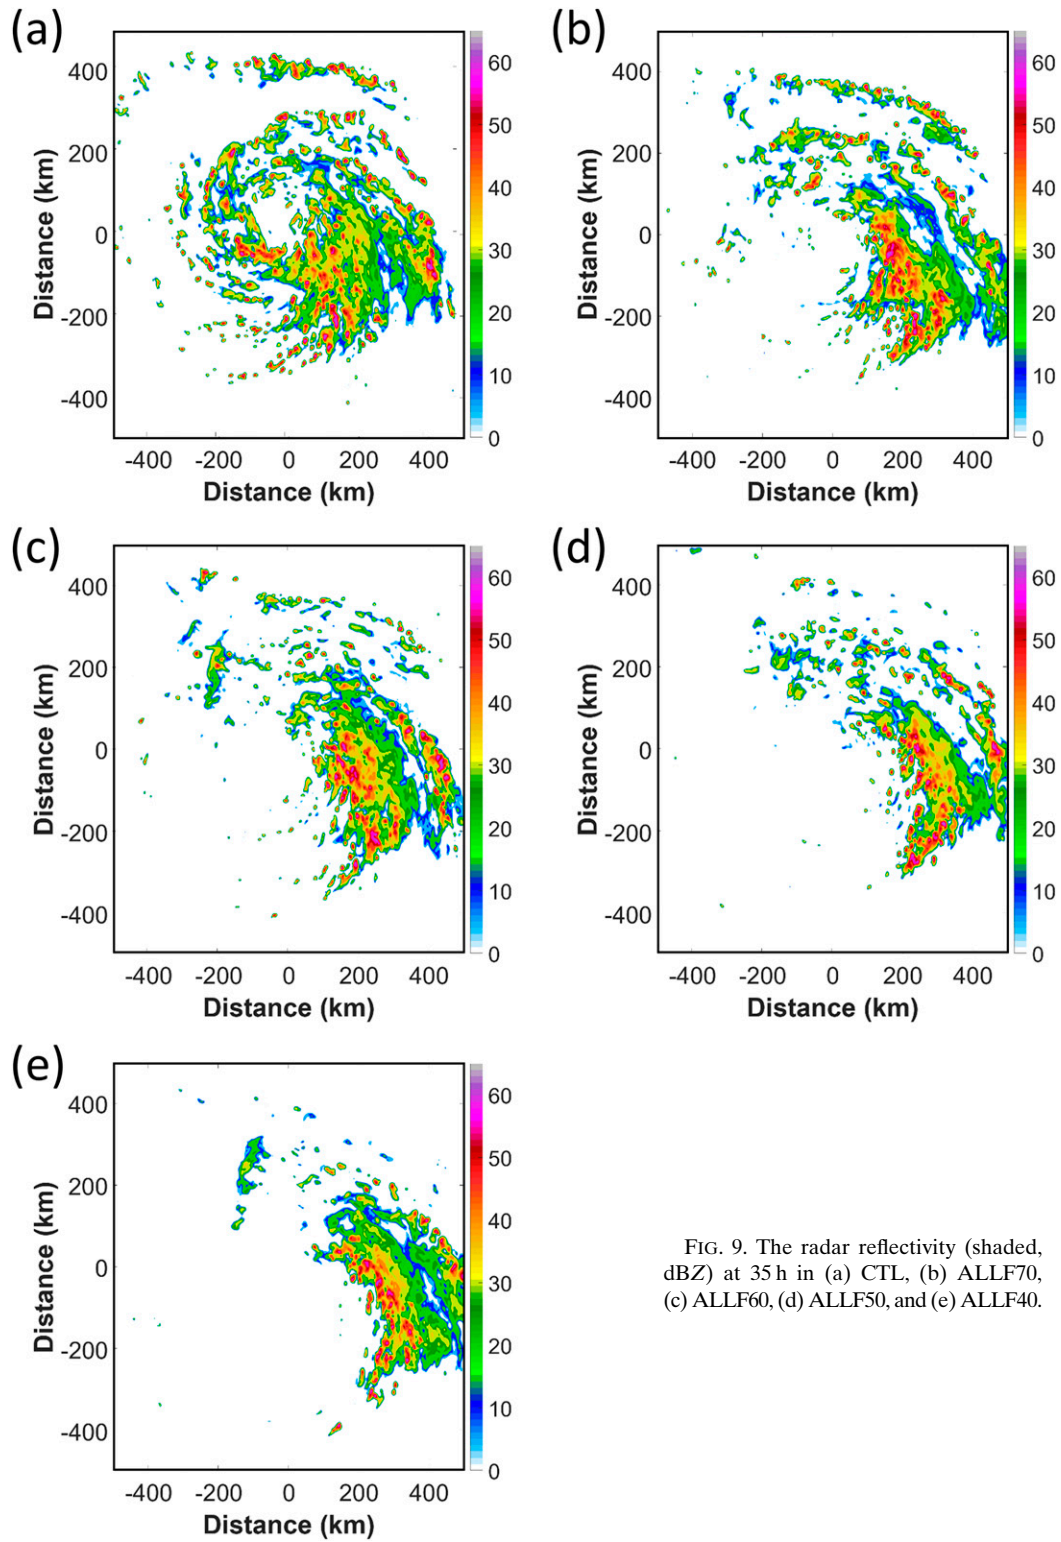 (a)
400
200
0
-200
-400
Distance (km)
-400 -200 0 200 400
Distance (km)
60
50
40
30
20
10
0
(b)
400
200
0
-200
-400
Distance (km)
-400 -200 0 200 400
Distance (km)
60
50
40
30
20
10
0
(c)
400
200
0
-200
-400
Distance (km)
-400 -200 0 200 400
Distance (km)
60
50
40
30
20
10
0
(d)
400
200
0
-200
-400
Distance (km)
-400 -200 0 200 400
Distance (km)
60
50
40
30
20
10
0
(e)
400
200
0
-200
-400
Distance (km)
-400 -200 0 200 400
Distance (km)
60
50
40
30
20
10
0
FIG. 9. The radar reflectivity (shaded,
dBZ) at 35 h in (a) CTL, (b) ALLF70,
(c) ALLF60, (d) ALLF50, and (e) ALLF40.